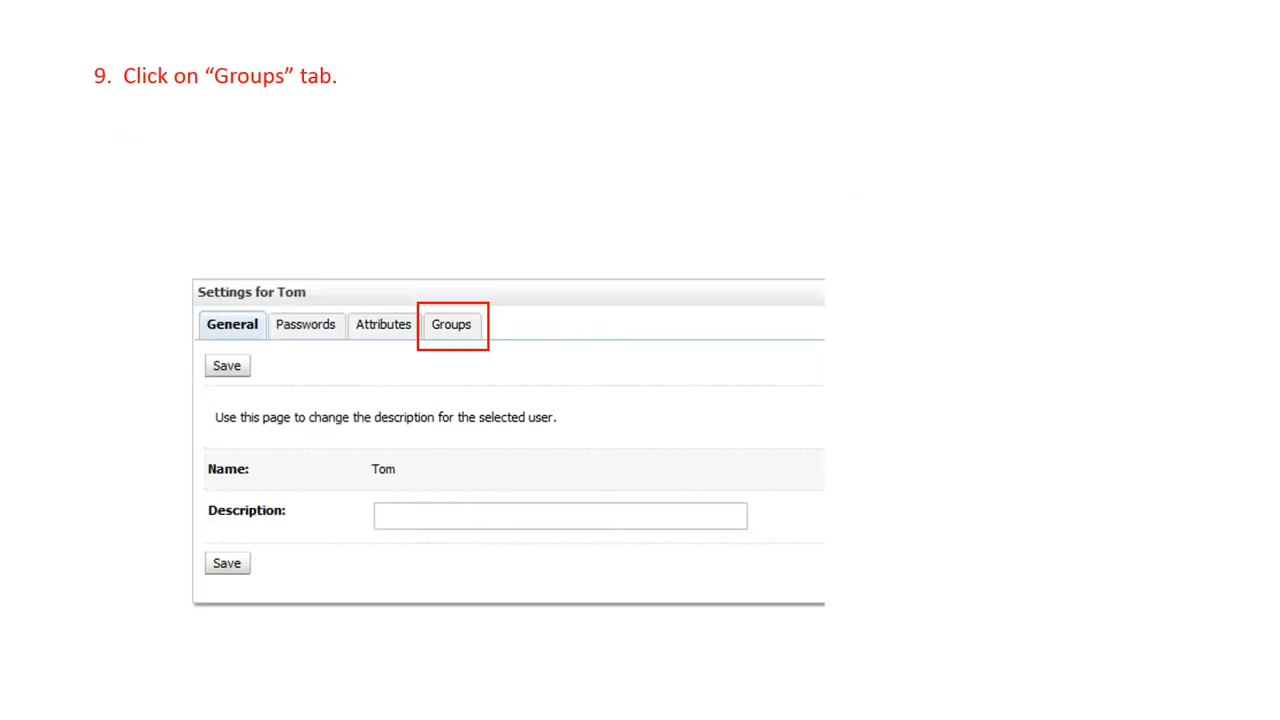 9. Click on “Groups” tab.
Settings for Tom
General Passwords Attributes Groups
Save
Use this page to change the description for the selected user.
Name: Tom
Description:
Save